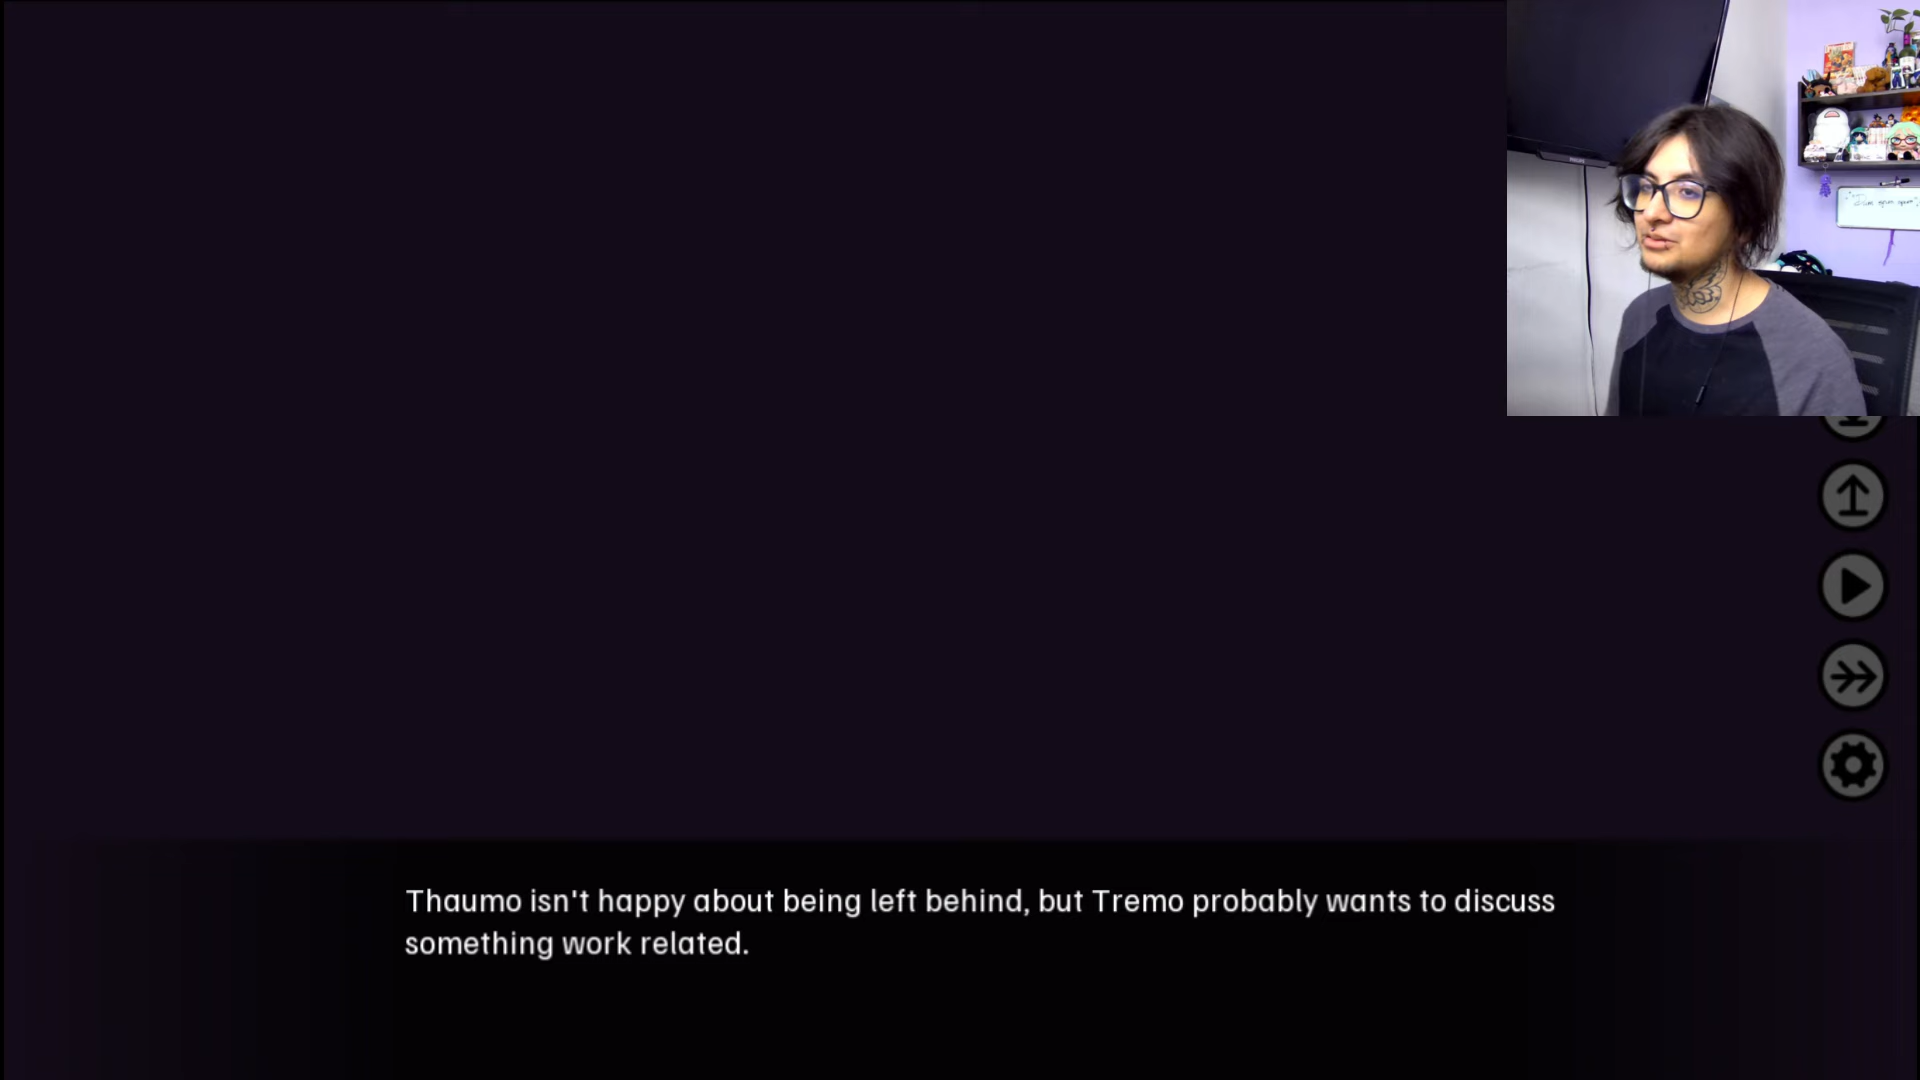 Thaumo isn't happy about being left behind, but Tremo probably wants to discuss
something work related.